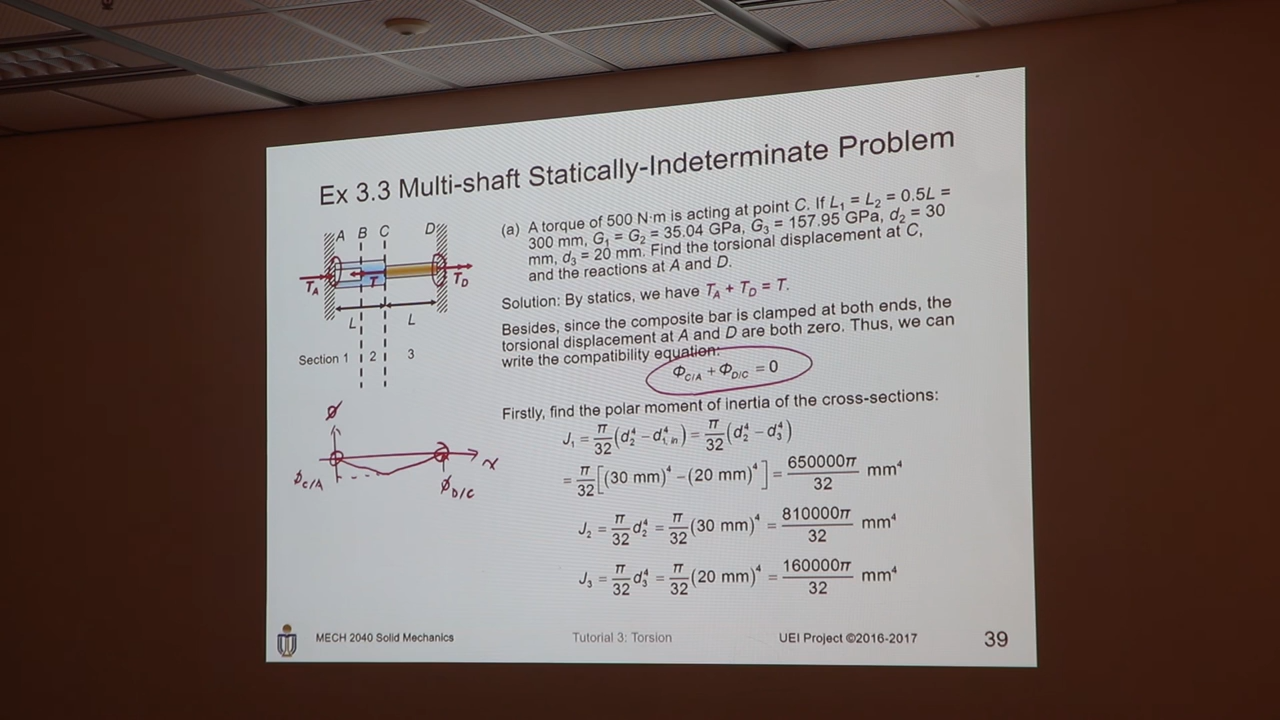 Ex 3.3 Multi-shaft Statically-Indeterminate Problem
A B C D
T_A T T_D
L L
Section 1 2 3
(a) A torque of 500 N·m is acting at point C. If L₁ = L₂ = 0.5L =
300 mm, G₁ = G₂ = 35.04 GPa, G₃ = 157.95 GPa, d₂ = 30
mm, d₃ = 20 mm. Find the torsional displacement at C,
and the reactions at A and D.
Solution: By statics, we have T_A + T_D = T.
Besides, since the composite bar is clamped at both ends, the
torsional displacement at A and D are both zero. Thus, we can
write the compatibility equation:
Φ_C/A + Φ_D/C = 0
Firstly, find the polar moment of inertia of the cross-sections:
J₁ = π/32 (d₂⁴ − d₁,in⁴) = π/32 (d₂⁴ − d₃⁴)
= π/32 [(30 mm)⁴ − (20 mm)⁴] = 650000π/32 mm⁴
J₂ = π/32 d₂⁴ = π/32 (30 mm)⁴ = 810000π/32 mm⁴
J₃ = π/32 d₃⁴ = π/32 (20 mm)⁴ = 160000π/32 mm⁴
ϕ
x
ϕ_C/A
ϕ_D/C
MECH 2040 Solid Mechanics Tutorial 3: Torsion UEI Project ©2016-2017 39